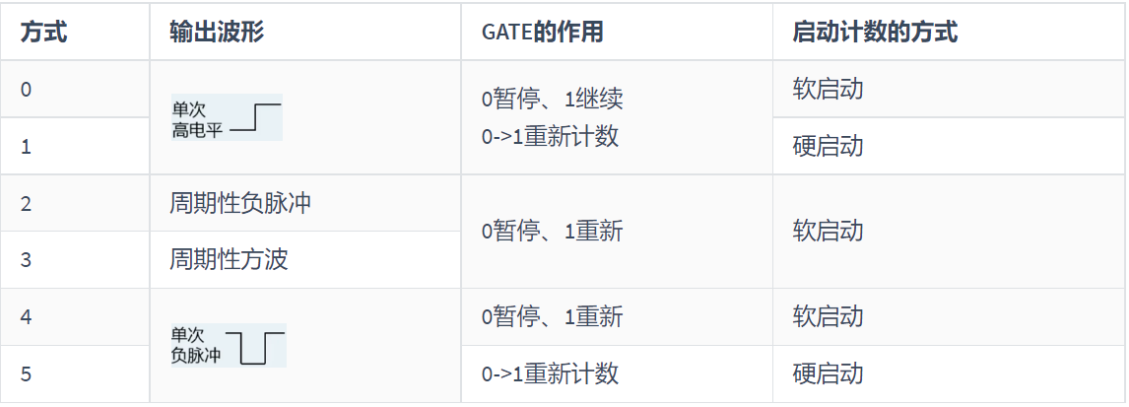 方式 输出波形 GATE的作用 启动计数的方式
0 单次 高电平 0暂停、1继续 软启动
1 0->1重新计数 硬启动
2 周期性负脉冲 0暂停、1重新 软启动
3 周期性方波
4 单次 负脉冲 0暂停、1重新 软启动
5 0->1重新计数 硬启动